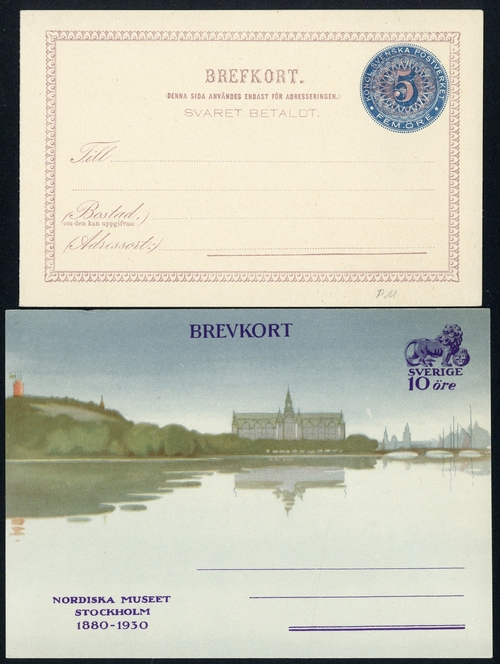 BREFKORT.
(DENNA SIDA ANVÄNDES ENDAST FÖR ADRESSERINGEN.)
SVARET BETALDT.
KONGL. SVENSKA POSTVERKET
5
FEM ÖRE
Till
(Bostad.)
om den kan uppgifvas:
(Adressort:)
P 11
BREVKORT
SVERIGE
10 öre
NORDISKA MUSEET
STOCKHOLM
1880-1930